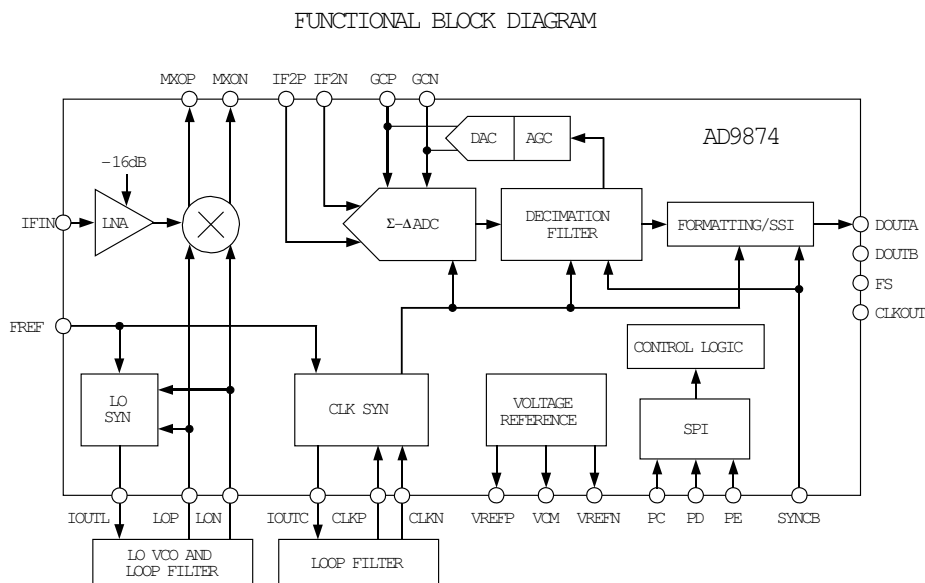 FUNCTIONAL BLOCK DIAGRAM
MXOP MXON IF2P IF2N GCP GCN
DAC AGC
AD9874
–16dB
IFIN
LNA
Σ–Δ ADC
DECIMATION
FILTER
FORMATTING/SSI
DOUTA
DOUTB
FS
CLKOUT
FREF
CONTROL LOGIC
LO
SYN
CLK SYN
VOLTAGE
REFERENCE
SPI
IOUTL LOP LON IOUTC CLKP CLKN VREFP VCM VREFN PC PD PE SYNCB
LO VCO AND
LOOP FILTER
LOOP FILTER